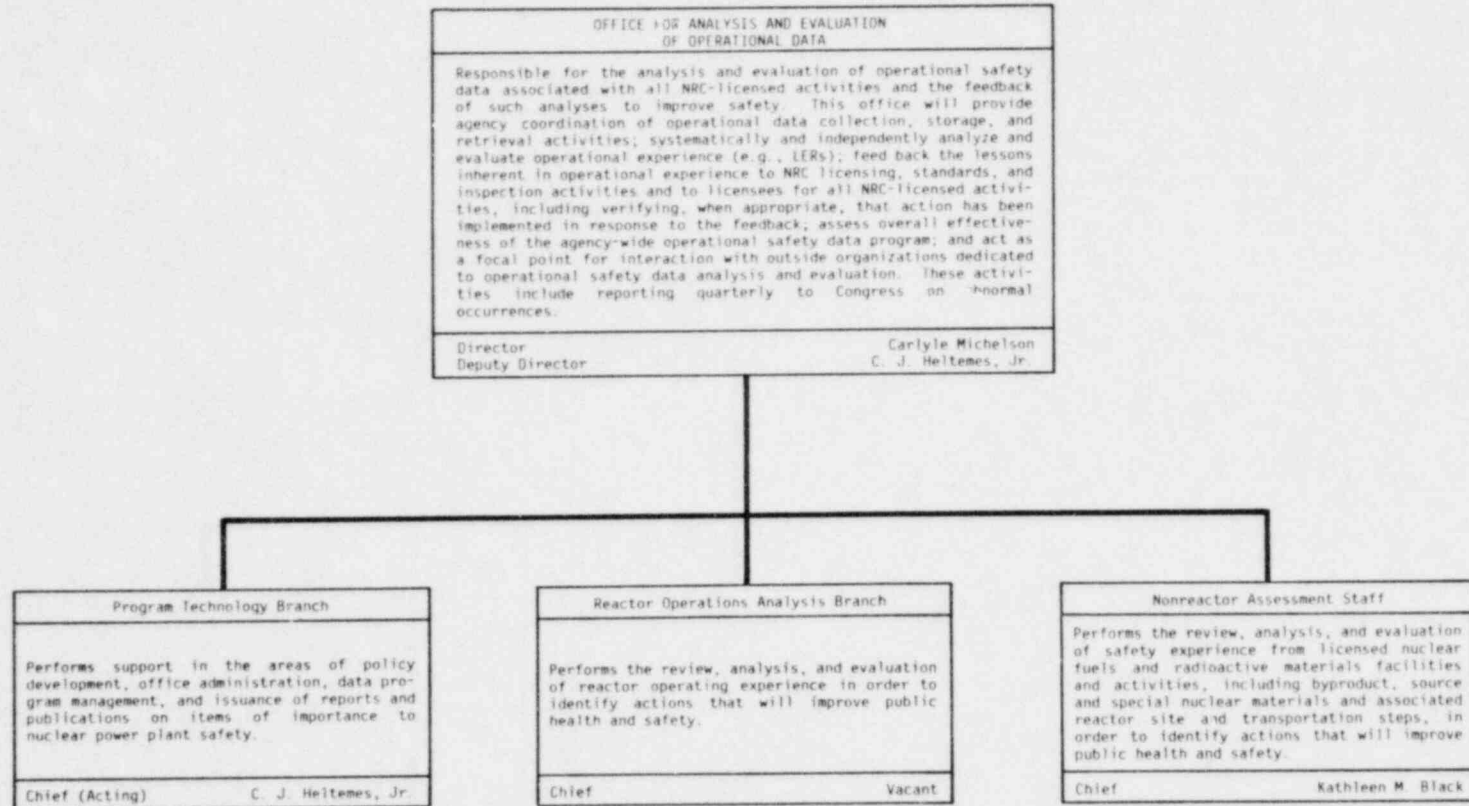 OFFICE FOR ANALYSIS AND EVALUATION
OF OPERATIONAL DATA
Responsible for the analysis and evaluation of operational safety
data associated with all NRC-licensed activities and the feedback
of such analyses to improve safety. This office will provide
agency coordination of operational data collection, storage, and
retrieval activities; systematically and independently analyze and
evaluate operational experience (e.g., LERs); feed back the lessons
inherent in operational experience to NRC licensing, standards, and
inspection activities and to licensees for all NRC-licensed activi-
ties, including verifying, when appropriate, that action has been
implemented in response to the feedback; assess overall effective-
ness of the agency-wide operational safety data program; and act as
a focal point for interaction with outside organizations dedicated
to operational safety data analysis and evaluation. These activi-
ties include reporting quarterly to Congress on abnormal
occurrences.
Director Carlyle Michelson
Deputy Director C. J. Heltemes, Jr.
Program Technology Branch
Performs support in the areas of policy
development, office administration, data pro-
gram management, and issuance of reports and
publications on items of importance to
nuclear power plant safety.
Chief (Acting) C. J. Heltemes, Jr.
Reactor Operations Analysis Branch
Performs the review, analysis, and evaluation
of reactor operating experience in order to
identify actions that will improve public
health and safety.
Chief Vacant
Nonreactor Assessment Staff
Performs the review, analysis, and evaluation
of safety experience from licensed nuclear
fuels and radioactive materials facilities
and activities, including byproduct, source
and special nuclear materials and associated
reactor site and transportation steps, in
order to identify actions that will improve
public health and safety.
Chief Kathleen M. Black